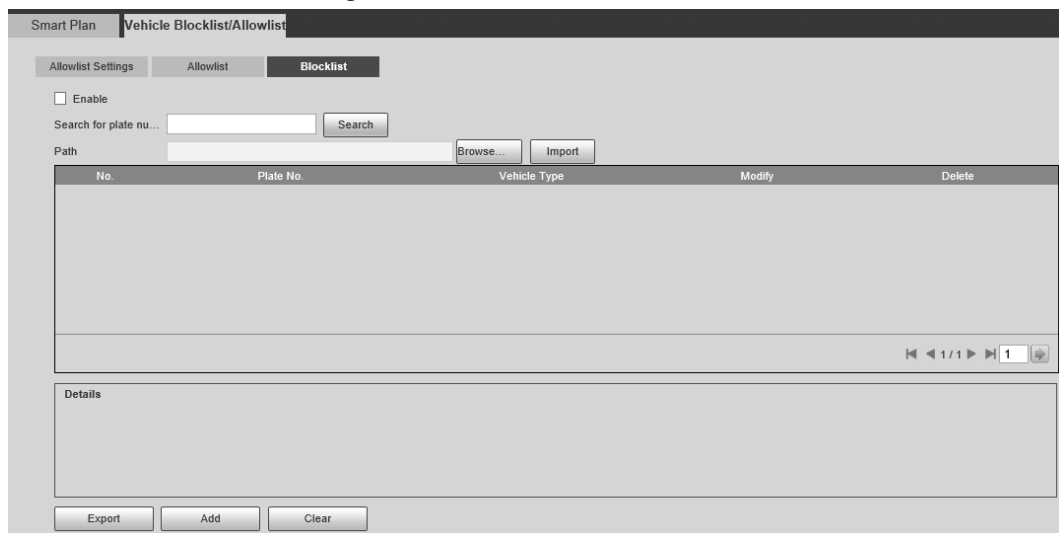 Smart Plan Vehicle Blocklist/Allowlist
Allowlist Settings Allowlist Blocklist
Enable
Search for plate nu... Search
Path Browse... Import
No. Plate No. Vehicle Type Modify Delete
1 / 1 1
Details
Export Add Clear